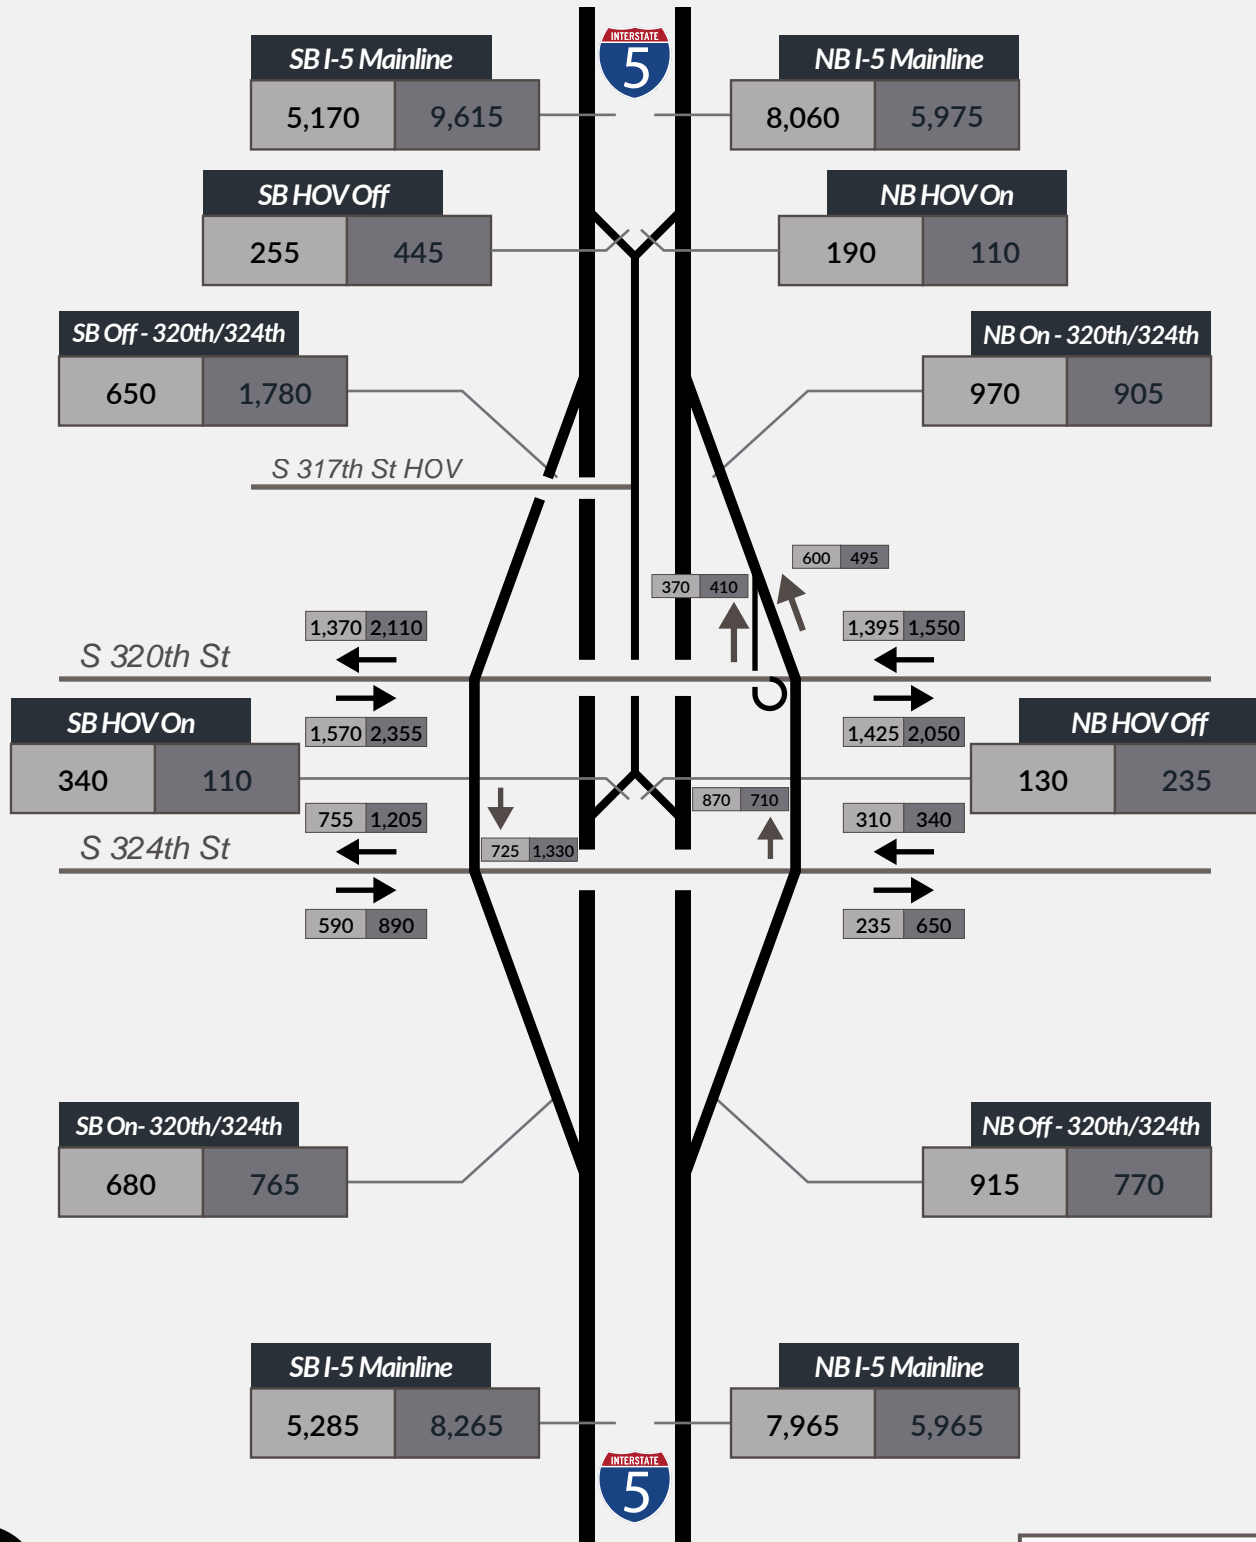 INTERSTATE
5
SB I-5 Mainline
5,170 9,615
NB I-5 Mainline
8,060 5,975
SB HOV Off
255 445
NB HOV On
190 110
SB Off - 320th/324th
650 1,780
NB On - 320th/324th
970 905
S 317th St HOV
600 495
370 410
1,370 2,110
1,395 1,550
S 320th St
1,570 2,355
1,425 2,050
SB HOV On
340 110
NB HOV Off
130 235
870 710
755 1,205
310 340
S 324th St
725 1,330
590 890
235 650
SB On- 320th/324th
680 765
NB Off - 320th/324th
915 770
SB I-5 Mainline
5,285 8,265
NB I-5 Mainline
7,965 5,965
INTERSTATE
5